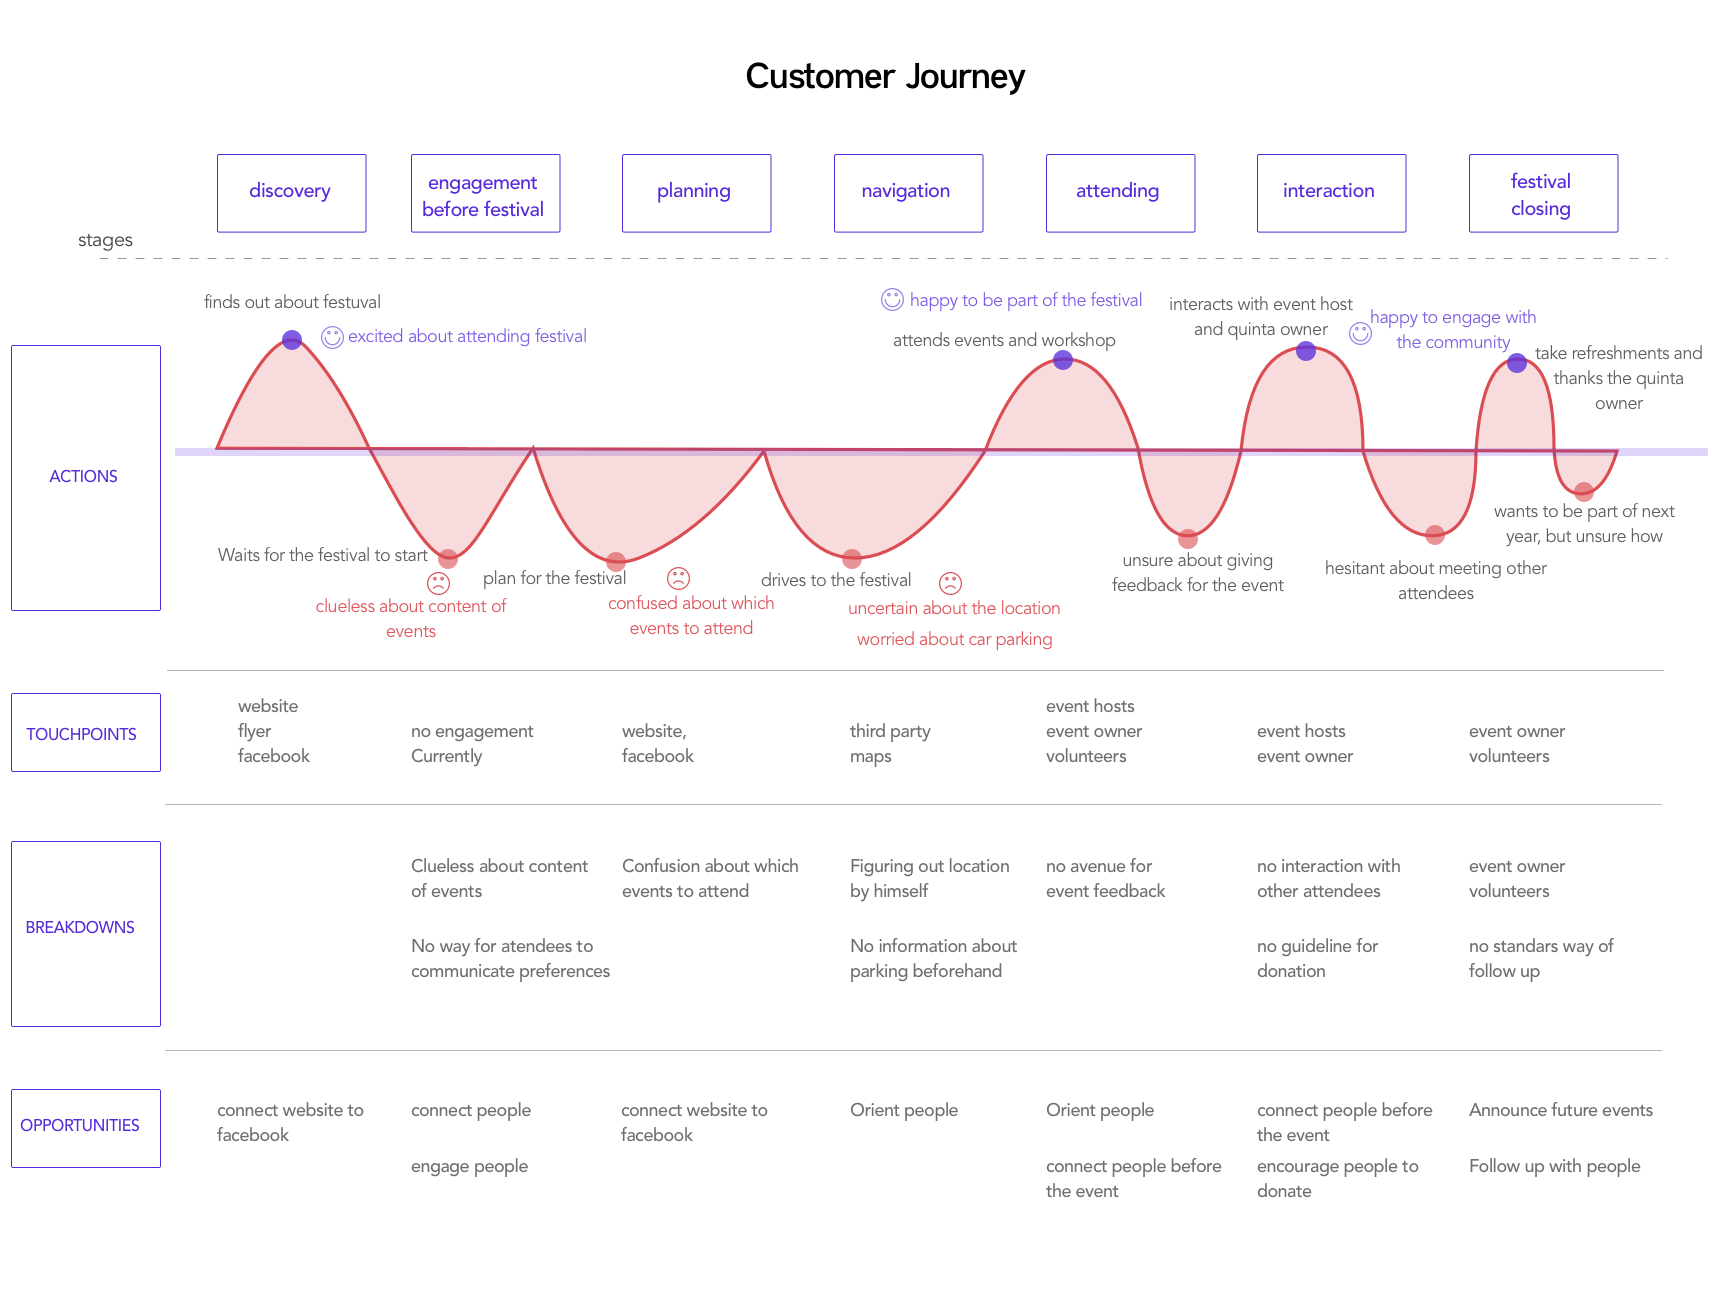 Customer Journey
discovery
engagement
before festival
planning
navigation
attending
interaction
festival
closing
stages
finds out about festuval
excited about attending festival
happy to be part of the festival
attends events and workshop
interacts with event host
and quinta owner
happy to engage with
the community
take refreshments and
thanks the quinta
owner
ACTIONS
Waits for the festival to start
clueless about content of
events
plan for the festival
confused about which
events to attend
drives to the festival
uncertain about the location
worried about car parking
unsure about giving
feedback for the event
hesitant about meeting other
attendees
wants to be part of next
year, but unsure how
TOUCHPOINTS
website
flyer
facebook
no engagement
Currently
website,
facebook
third party
maps
event hosts
event owner
volunteers
event hosts
event owner
event owner
volunteers
BREAKDOWNS
Clueless about content
of events
No way for atendees to
communicate preferences
Confusion about which
events to attend
Figuring out location
by himself
No information about
parking beforehand
no avenue for
event feedback
no interaction with
other attendees
no guideline for
donation
event owner
volunteers
no standars way of
follow up
OPPORTUNITIES
connect website to
facebook
connect people
engage people
connect website to
facebook
Orient people
Orient people
connect people before
the event
connect people before
the event
encourage people to
donate
Announce future events
Follow up with people